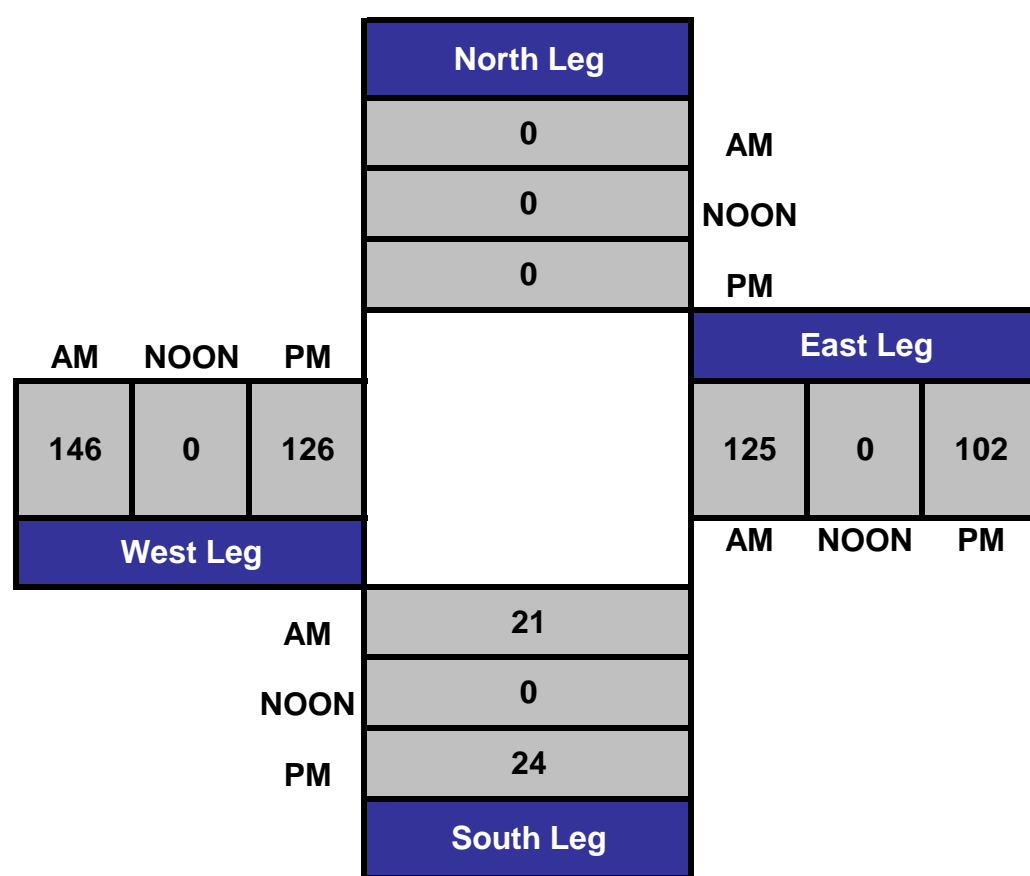 North Leg
0
AM
0
NOON
0
PM
East Leg
AM NOON PM
146 0 126
125 0 102
West Leg
AM NOON PM
AM
21
NOON
0
PM
24
South Leg